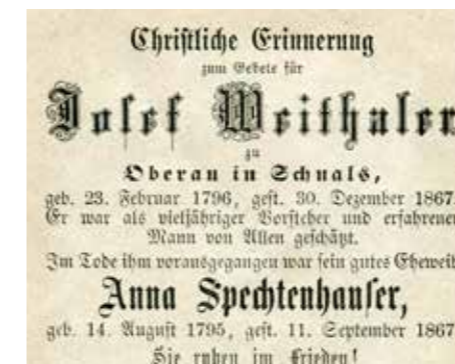 Christliche Erinnerung
zum Gebete für
Josef Weithaler
zu
Oberau in Schnals,
geb. 23. Februar 1796, gest. 30. Dezember 1867.
Er war als vieljähriger Vorsteher und erfahrener
Mann von Allen geschätzt.
Im Tode ihm vorausgegangen war sein gutes Eheweib
Anna Spechtenhauser,
geb. 14. August 1795, gest. 11. September 1867
Sie ruhen im Frieden!